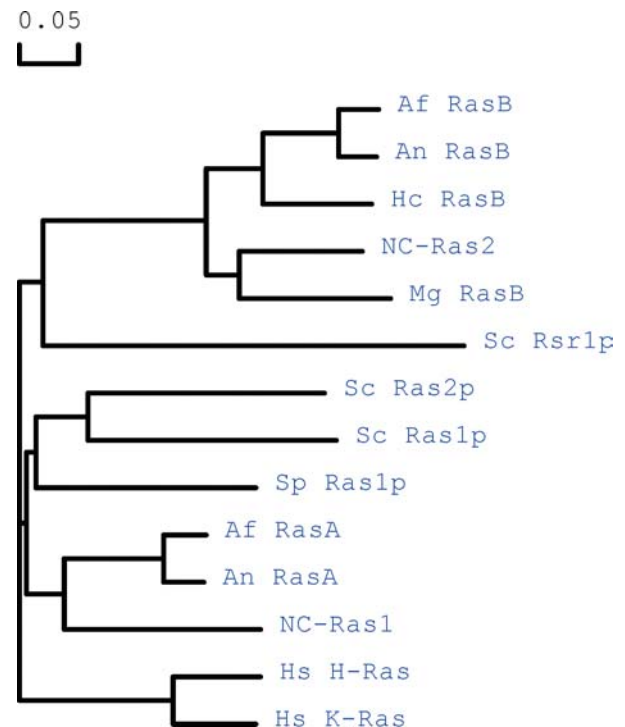 0.05
Af RasB
An RasB
Hc RasB
NC-Ras2
Mg RasB
Sc Rsr1p
Sc Ras2p
Sc Ras1p
Sp Ras1p
Af RasA
An RasA
NC-Ras1
Hs H-Ras
Hs K-Ras